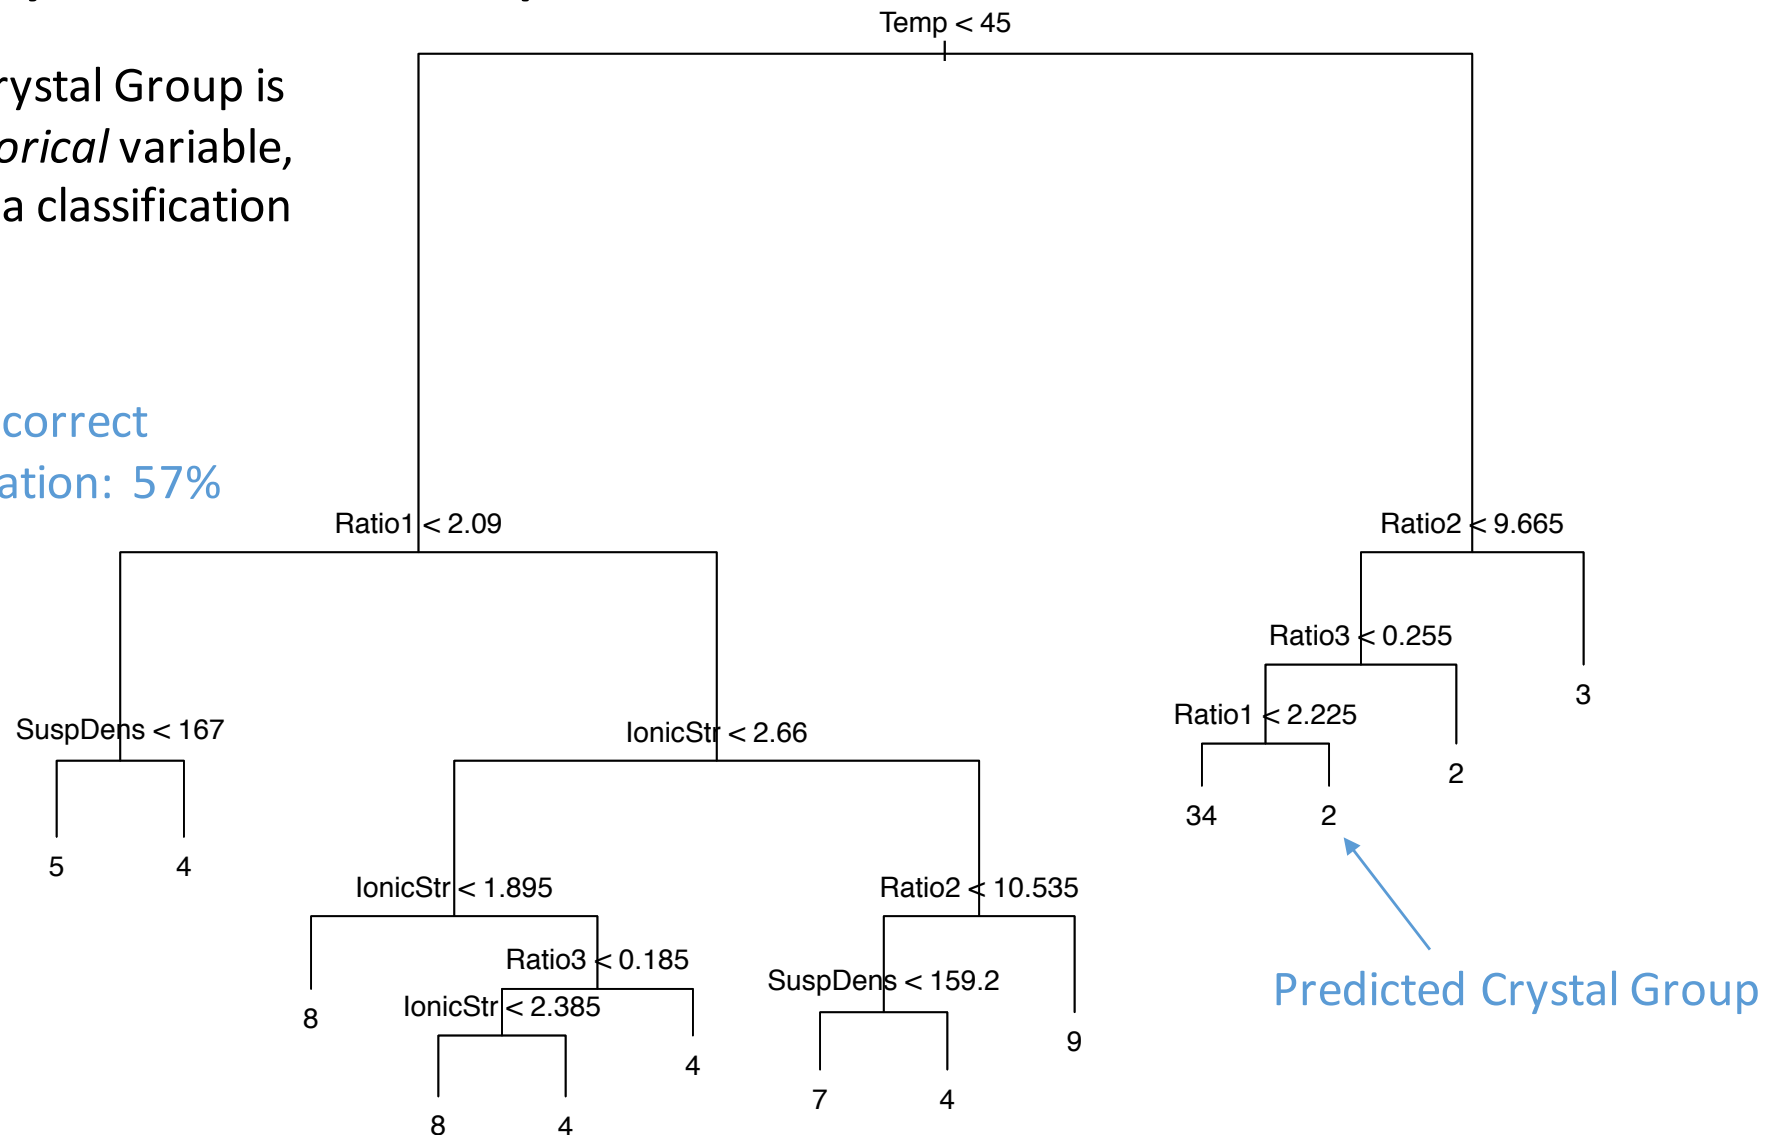 Temp < 45
rystal Group is
orical variable,
a classification
correct
ation: 57%
Ratio1 < 2.09
Ratio2 < 9.665
Ratio3 < 0.255
3
Ratio1 < 2.225
SuspDens < 167
IonicStr < 2.66
2
34
2
5
4
IonicStr < 1.895
Ratio2 < 10.535
Ratio3 < 0.185
SuspDens < 159.2
Predicted Crystal Group
8
IonicStr < 2.385
9
4
7
4
8
4